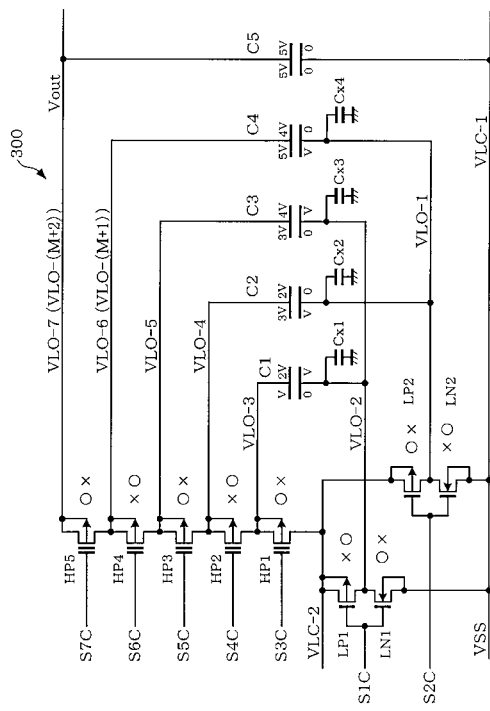 300
Vout
VLO-7 (VLO-(M+2))
HP5
○ ×
S7C
VLO-6 (VLO-(M+1))
HP4
× ○
S6C
VLO-5
HP3
○ ×
S5C
VLO-4
HP2
× ○
S4C
VLO-3
HP1
○ ×
S3C
C1
V 2V
0 V
Cx1
C2
3V 2V
V 0
Cx2
C3
3V 4V
0 V
Cx3
C4
5V 4V
V 0
Cx4
C5
5V 5V
0 0
VLC-2
VLO-2
VLO-1
LP1
× ○
LN1
○ ×
S1C
LP2
○ ×
LN2
× ○
S2C
VSS
VLC-1